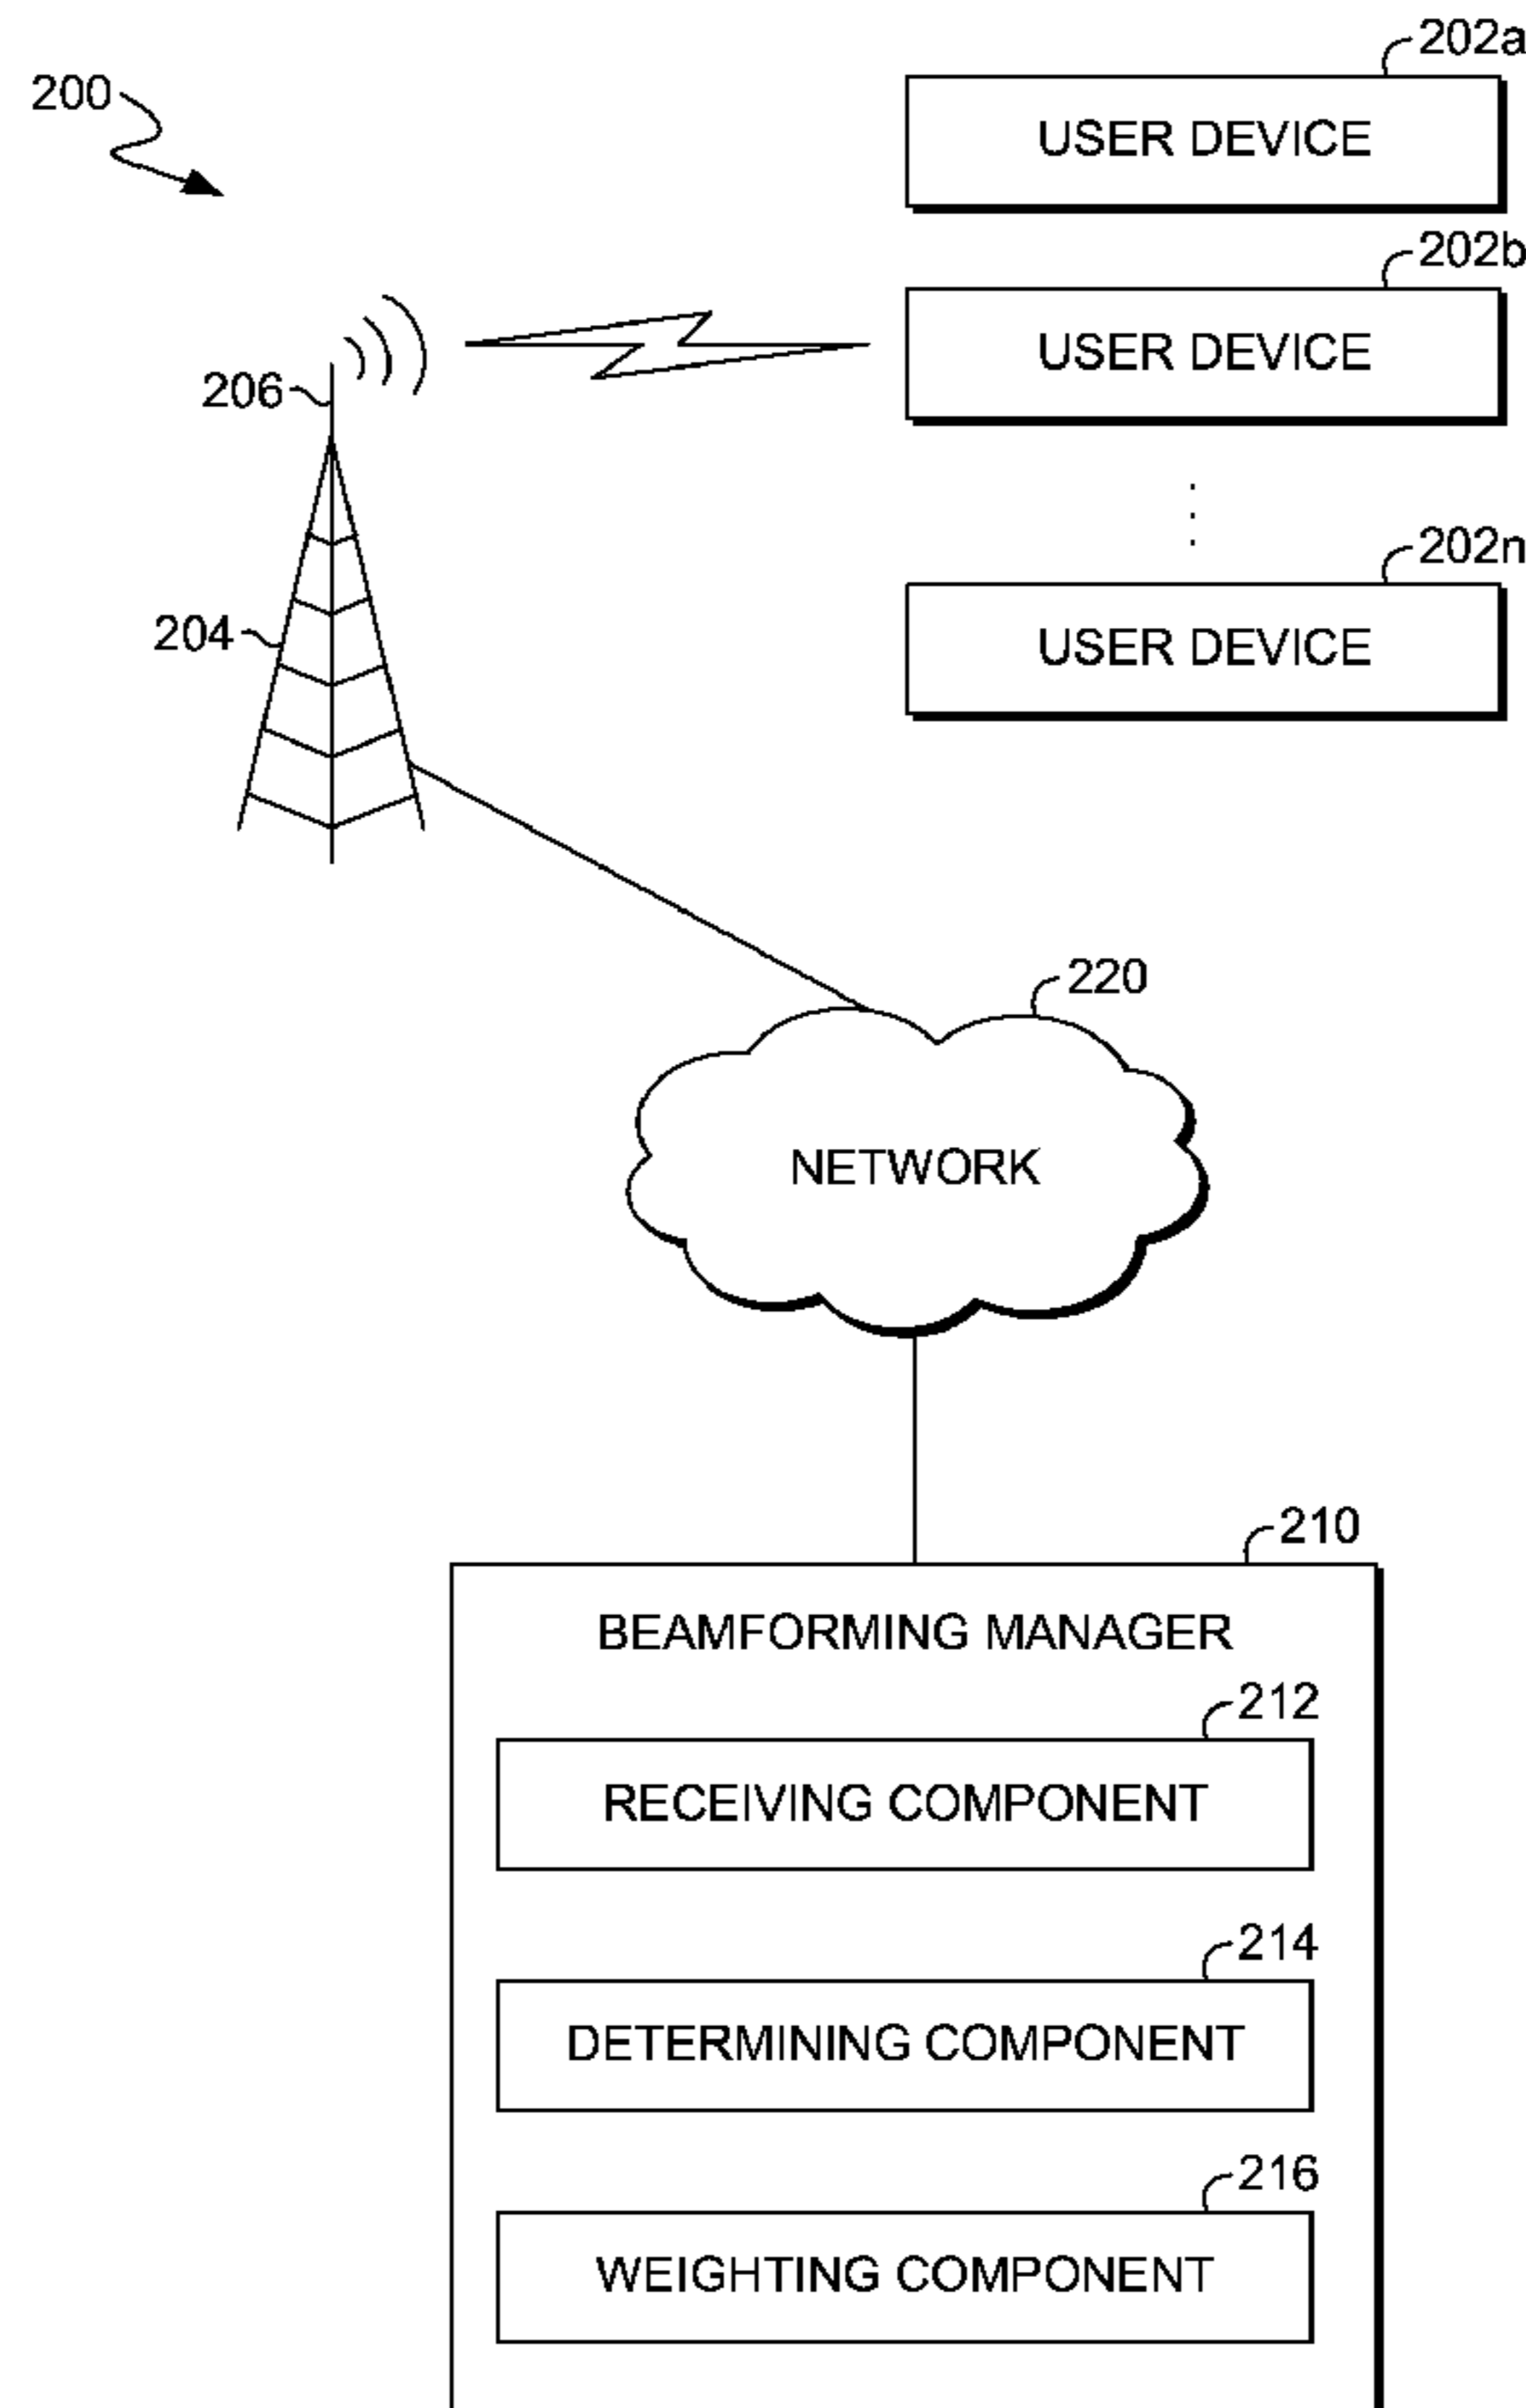 200
202a
USER DEVICE
202b
USER DEVICE
206
202n
USER DEVICE
204
220
NETWORK
210
BEAMFORMING MANAGER
212
RECEIVING COMPONENT
214
DETERMINING COMPONENT
216
WEIGHTING COMPONENT